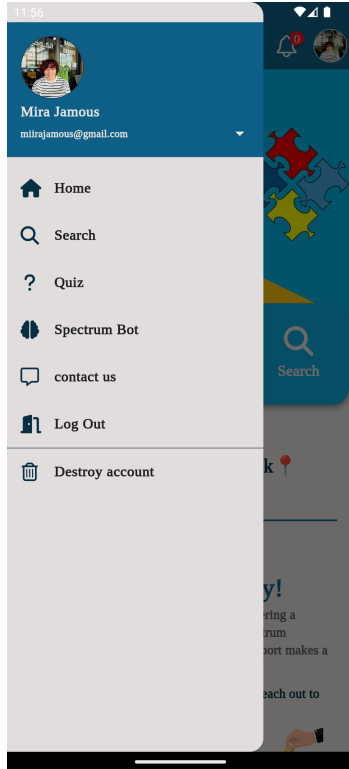 11:56
0
Mira Jamous
miirajamous@gmail.com
Home
Search
Quiz
Spectrum Bot
contact us
Log Out
Destroy account
Search
k
y!
ering a
trum
port makes a
each out to